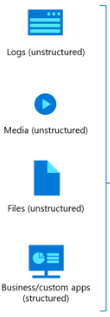 Logs (unstructured)
Media (unstructured)
Files (unstructured)
Business/custom apps
(structured)